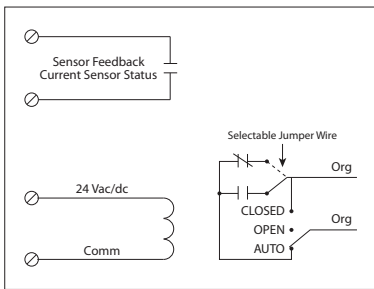 Sensor Feedback
Current Sensor Status
Selectable Jumper Wire
Org
24 Vac/dc
CLOSED
Org
OPEN
Comm
AUTO